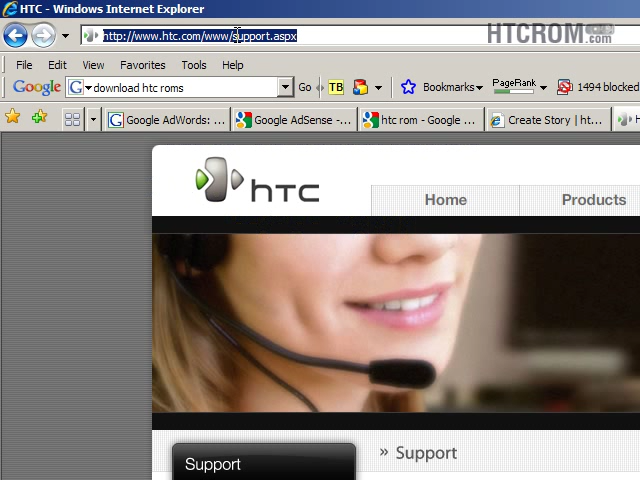 HTC - Windows Internet Explorer
http://www.htc.com/www/support.aspx
HTCROM.com
File Edit View Favorites Tools Help
Google G download htc roms Go TB Bookmarks PageRank 1494 blocked
Google AdWords: ... Google AdSense -... htc rom - Google ... Create Story | ht... H
hTC
Home Products
» Support
Support